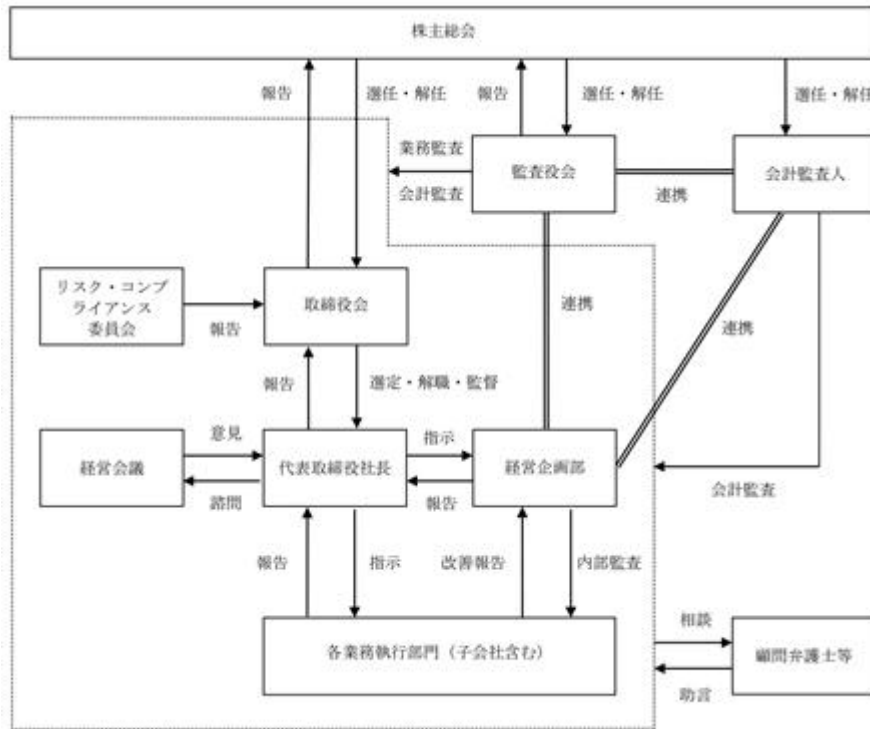 株主総会
報告
選任・解任
報告
選任・解任
選任・解任
業務監査
会計監査
監査役会
連携
会計監査人
リスク・コンプ
ライアンス
委員会
報告
取締役会
連携
連携
報告
選定・解職・監督
経営会議
意見
諮問
代表取締役社長
指示
報告
経営企画部
会計監査
報告
指示
改善報告
内部監査
各業務執行部門（子会社含む）
相談
助言
顧問弁護士等